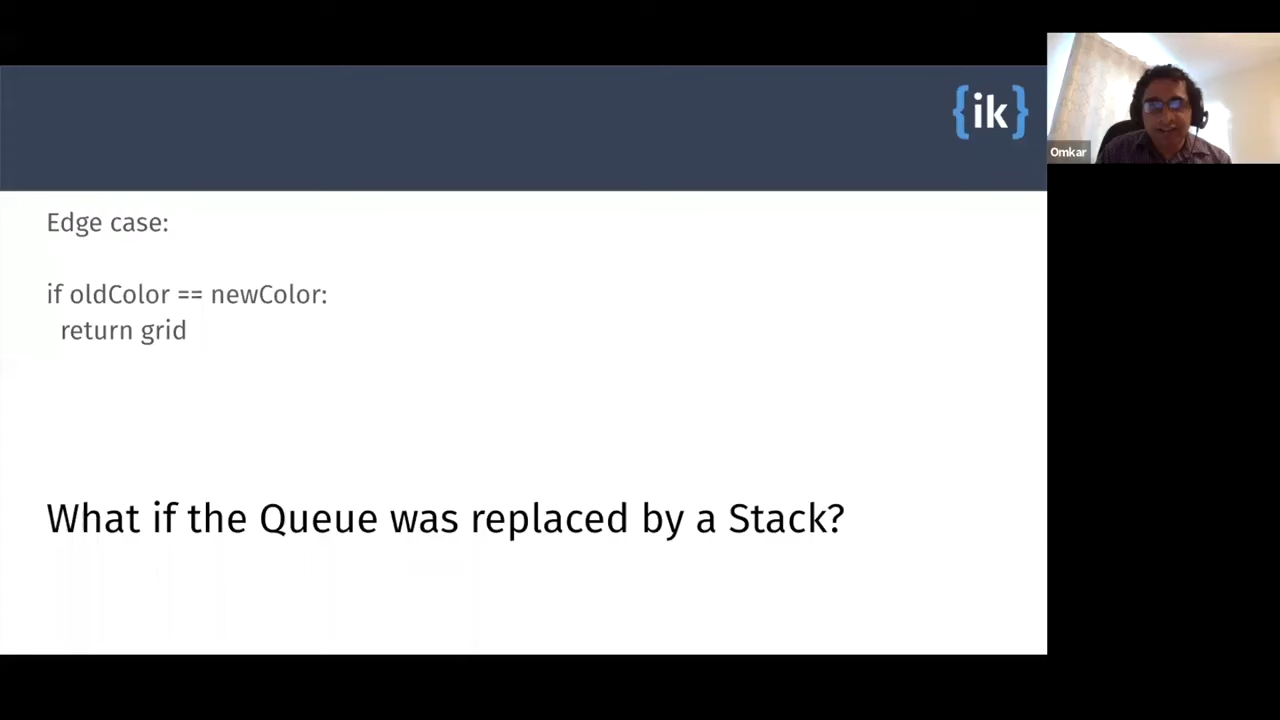 {ik}
Omkar
Edge case:
if oldColor == newColor:
return grid
What if the Queue was replaced by a Stack?